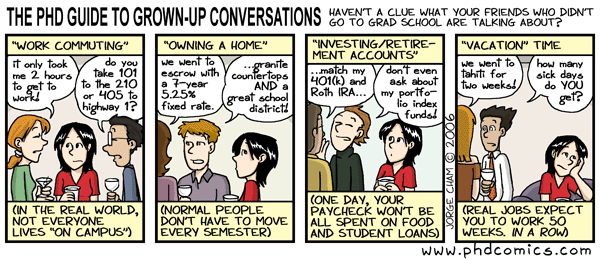 THE PHD GUIDE TO GROWN-UP CONVERSATIONS
HAVEN'T A CLUE WHAT YOUR FRIENDS WHO DIDN'T
GO TO GRAD SCHOOL ARE TALKING ABOUT?
"WORK COMMUTING"
it only took
me 2 hours
to get to
work!
do you
take 101
to the 210
or 405 to
highway 1?
(IN THE REAL WORLD,
NOT EVERYONE
LIVES "ON CAMPUS")
"OWNING A HOME"
we went to
escrow with
a 7-year
5.25%
fixed rate.
...granite
countertops
AND a
great school
district!
(NORMAL PEOPLE
DON'T HAVE TO MOVE
EVERY SEMESTER)
"INVESTING/RETIRE-
MENT ACCOUNTS"
...match my
401(k) and
Roth IRA...
don't even
ask about
my portfo-
lio index
funds!
(ONE DAY, YOUR
PAYCHECK WON'T BE
ALL SPENT ON FOOD
AND STUDENT LOANS)
JORGE CHAM © 2006
"VACATION" TIME
we went to
tahiti for
two weeks!
how many
sick days
do YOU
get?
(REAL JOBS EXPECT
YOU TO WORK 50
WEEKS. IN A ROW)
www.phdcomics.com